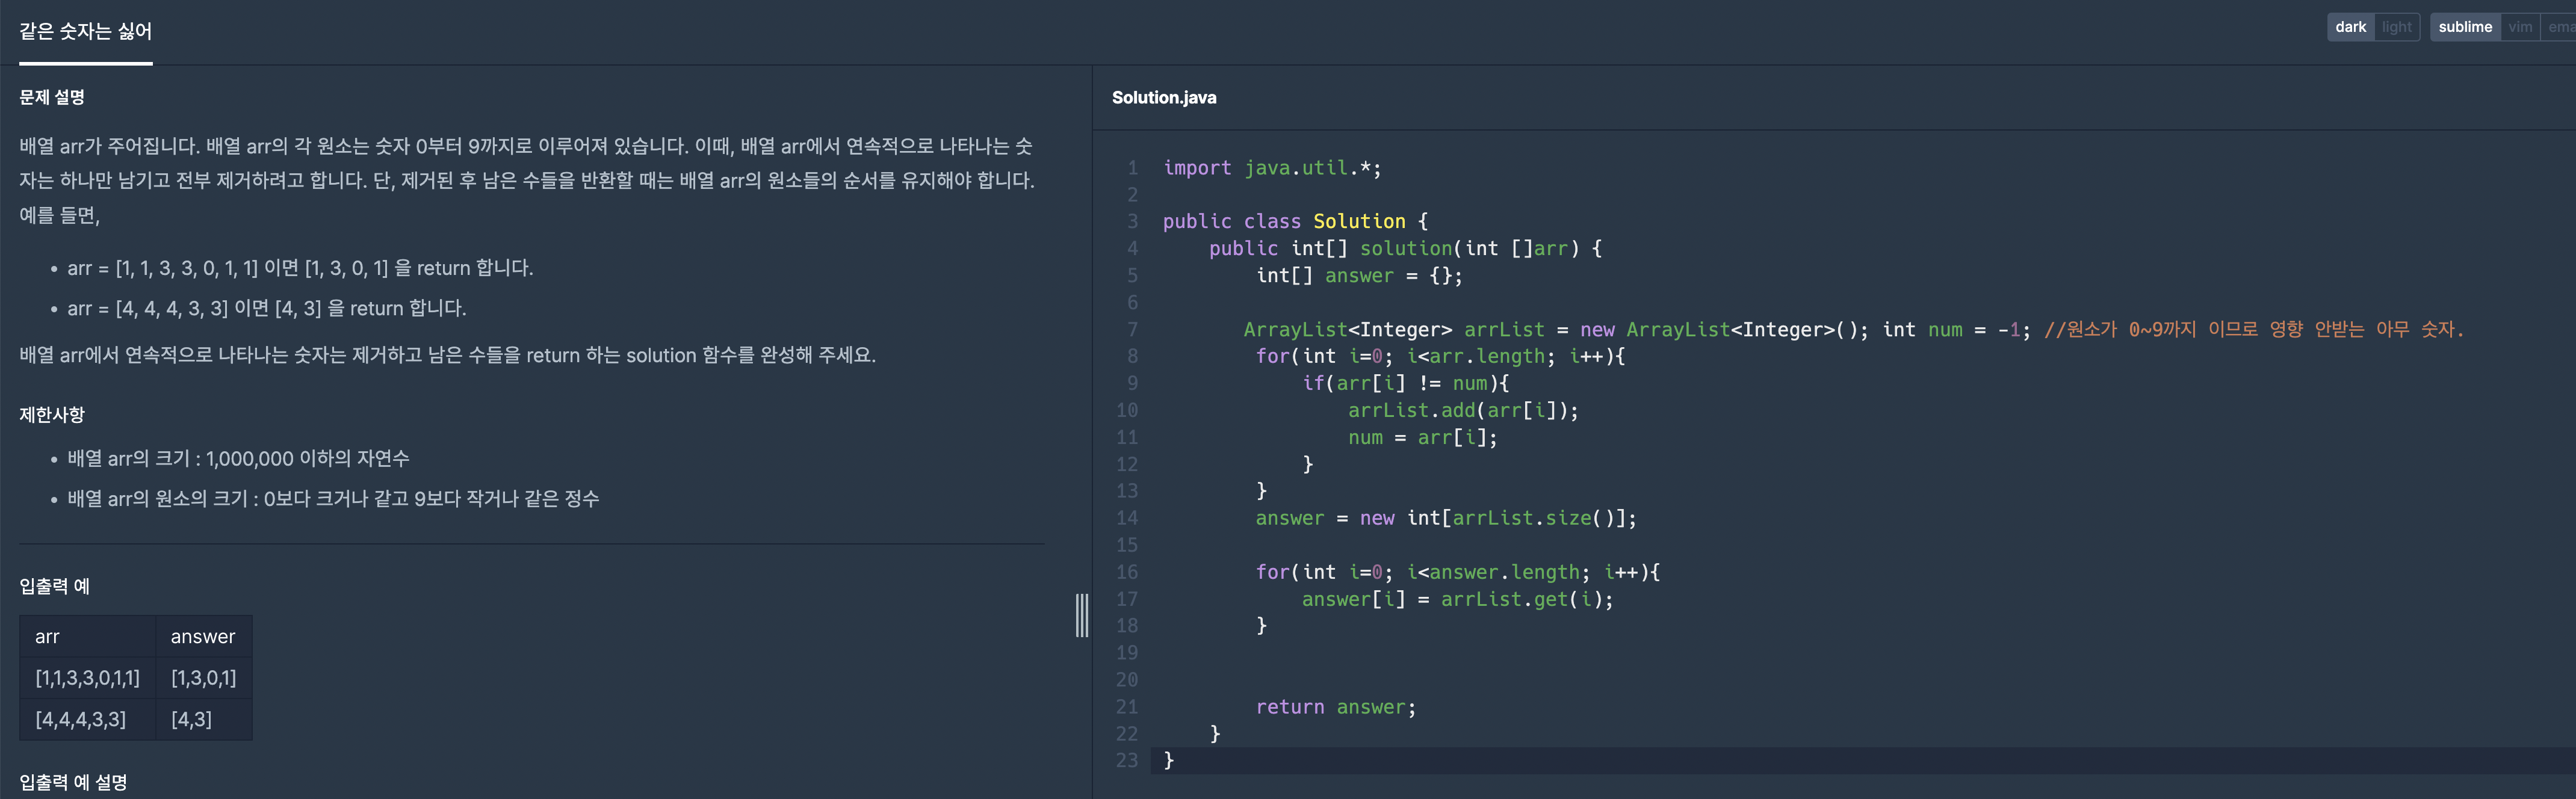 같은 숫자는 싫어
dark light sublime vim
문제 설명
배열 arr가 주어집니다. 배열 arr의 각 원소는 숫자 0부터 9까지로 이루어져 있습니다. 이때, 배열 arr에서 연속적으로 나타나는 숫
자는 하나만 남기고 전부 제거하려고 합니다. 단, 제거된 후 남은 수들을 반환할 때는 배열 arr의 원소들의 순서를 유지해야 합니다.
예를 들면,
• arr = [1, 1, 3, 3, 0, 1, 1] 이면 [1, 3, 0, 1] 을 return 합니다.
• arr = [4, 4, 4, 3, 3] 이면 [4, 3] 을 return 합니다.
배열 arr에서 연속적으로 나타나는 숫자는 제거하고 남은 수들을 return 하는 solution 함수를 완성해 주세요.
제한사항
• 배열 arr의 크기 : 1,000,000 이하의 자연수
• 배열 arr의 원소의 크기 : 0보다 크거나 같고 9보다 작거나 같은 정수
입출력 예
arr answer
[1,1,3,3,0,1,1] [1,3,0,1]
[4,4,4,3,3] [4,3]
입출력 예 설명
Solution.java
1 import java.util.*;
2
3 public class Solution {
4 public int[] solution(int []arr) {
5 int[] answer = {};
6
7 ArrayList<Integer> arrList = new ArrayList<Integer>(); int num = -1; //원소가 0~9까지 이므로 영향 안받는 아무 숫자.
8 for(int i=0; i<arr.length; i++){
9 if(arr[i] != num){
10 arrList.add(arr[i]);
11 num = arr[i];
12 }
13 }
14 answer = new int[arrList.size()];
15
16 for(int i=0; i<answer.length; i++){
17 answer[i] = arrList.get(i);
18 }
19
20
21 return answer;
22 }
23 }